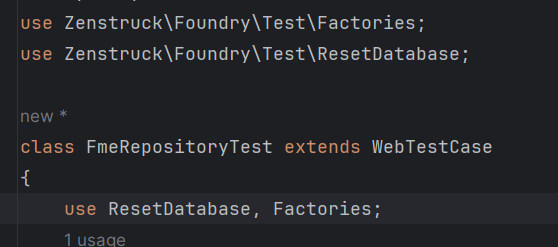 use Zenstruck\Foundry\Test\Factories;
use Zenstruck\Foundry\Test\ResetDatabase;
new *
class FmeRepositoryTest extends WebTestCase
{
use ResetDatabase, Factories;
1 usage